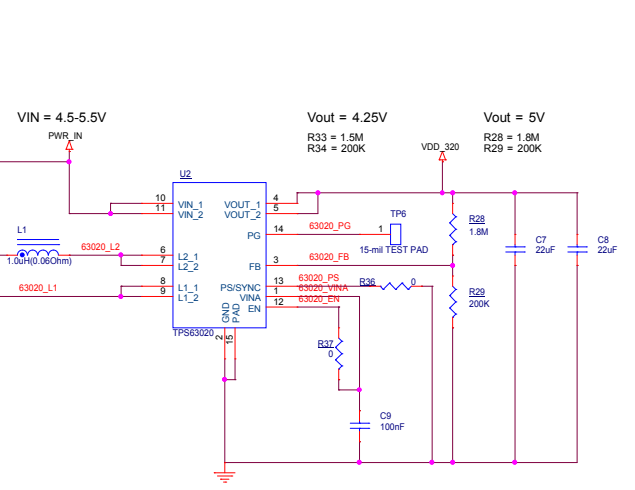 VIN = 4.5-5.5V
Vout = 4.25V
Vout = 5V
PWR_IN
R33 = 1.5M
R34 = 200K
VDD_320
R28 = 1.8M
R29 = 200K
U2
10
11
VIN_1
VIN_2
VOUT_1
VOUT_2
4
5
PG
14
63020_PG
1
TP6
15-mil TEST PAD
R28
1.8M
L1
1.0uH(0.06Ohm)
63020_L2
6
7
L2_1
L2_2
FB
3
63020_FB
C7
22uF
C8
22uF
63020_L1
8
9
L1_1
L1_2
PS/SYNC
VINA
EN
13
1
12
63020_PS
63020_VINA
63020_EN
R36
0
R29
200K
GND
PAD
TPS63020
2
15
R37
0
C9
100nF